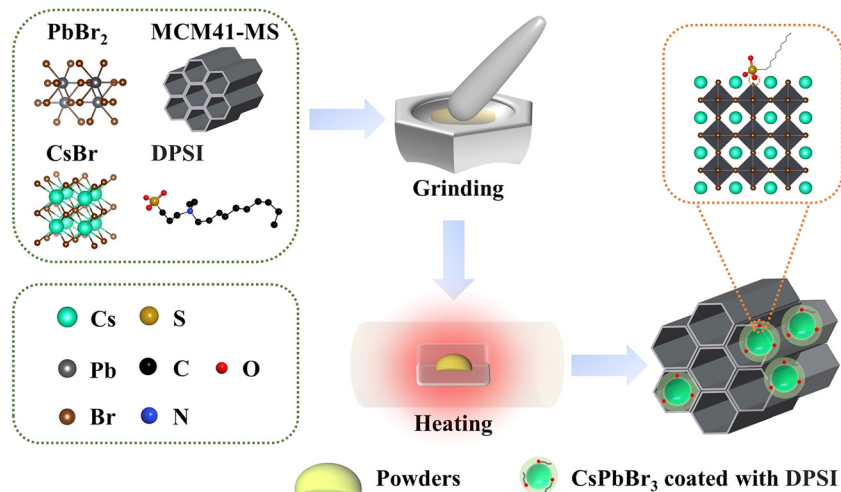 PbBr₂ MCM41-MS
CsBr DPSI
Grinding
Cs S
Pb C O
Br N
Heating
Powders CsPbBr₃ coated with DPSI